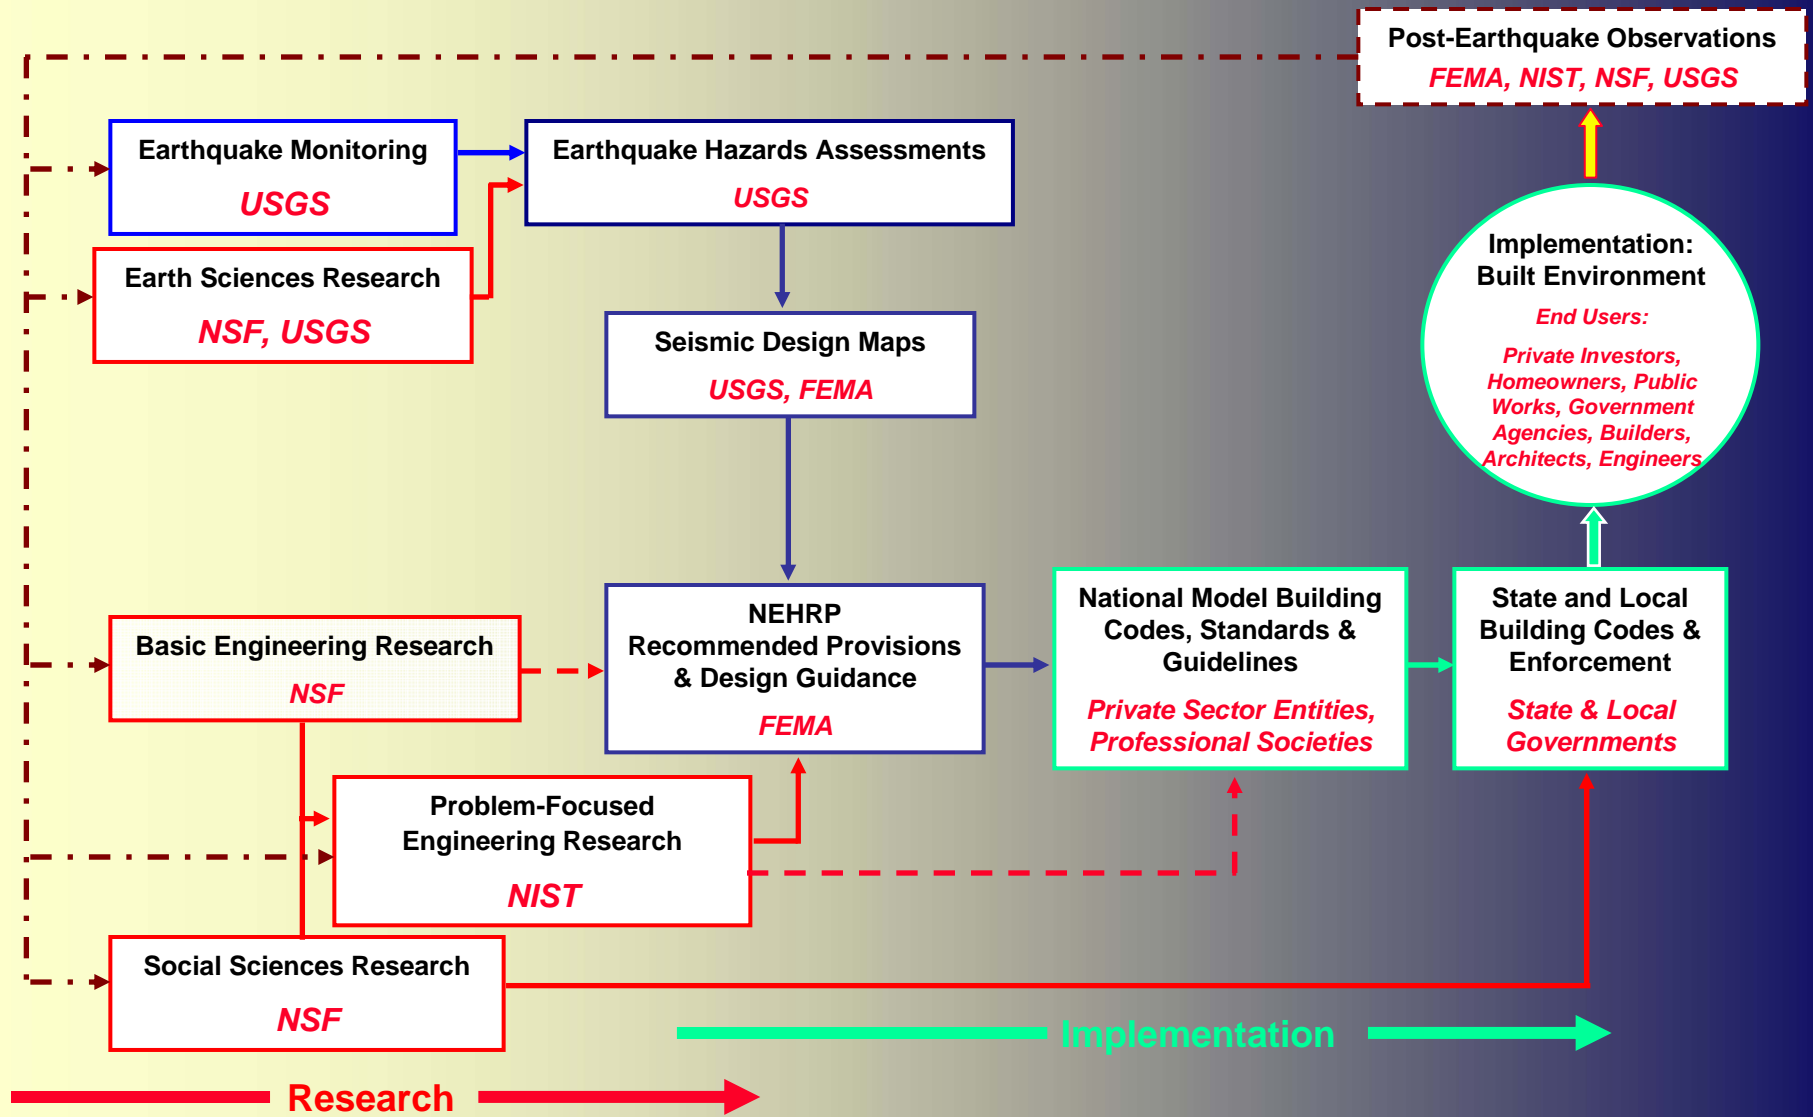 Post-Earthquake Observations
FEMA, NIST, NSF, USGS
Earthquake Monitoring
USGS
Earthquake Hazards Assessments
USGS
Earth Sciences Research
NSF, USGS
Seismic Design Maps
USGS, FEMA
Implementation:
Built Environment
End Users:
Private Investors,
Homeowners, Public
Works, Government
Agencies, Builders,
Architects, Engineers
Basic Engineering Research
NSF
NEHRP
Recommended Provisions
& Design Guidance
FEMA
National Model Building
Codes, Standards &
Guidelines
Private Sector Entities,
Professional Societies
State and Local
Building Codes &
Enforcement
State & Local
Governments
Problem-Focused
Engineering Research
NIST
Social Sciences Research
NSF
Implementation
Research